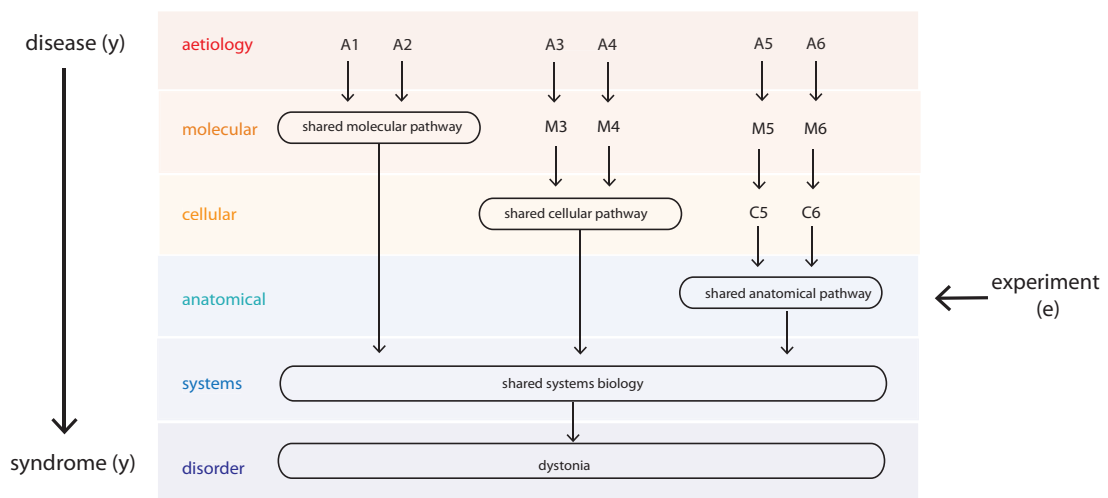 disease (y)
aetiology
A1 A2 A3 A4 A5 A6
molecular
shared molecular pathway
M3 M4 M5 M6
cellular
shared cellular pathway
C5 C6
anatomical
shared anatomical pathway
experiment
(e)
systems
shared systems biology
syndrome (y)
disorder
dystonia